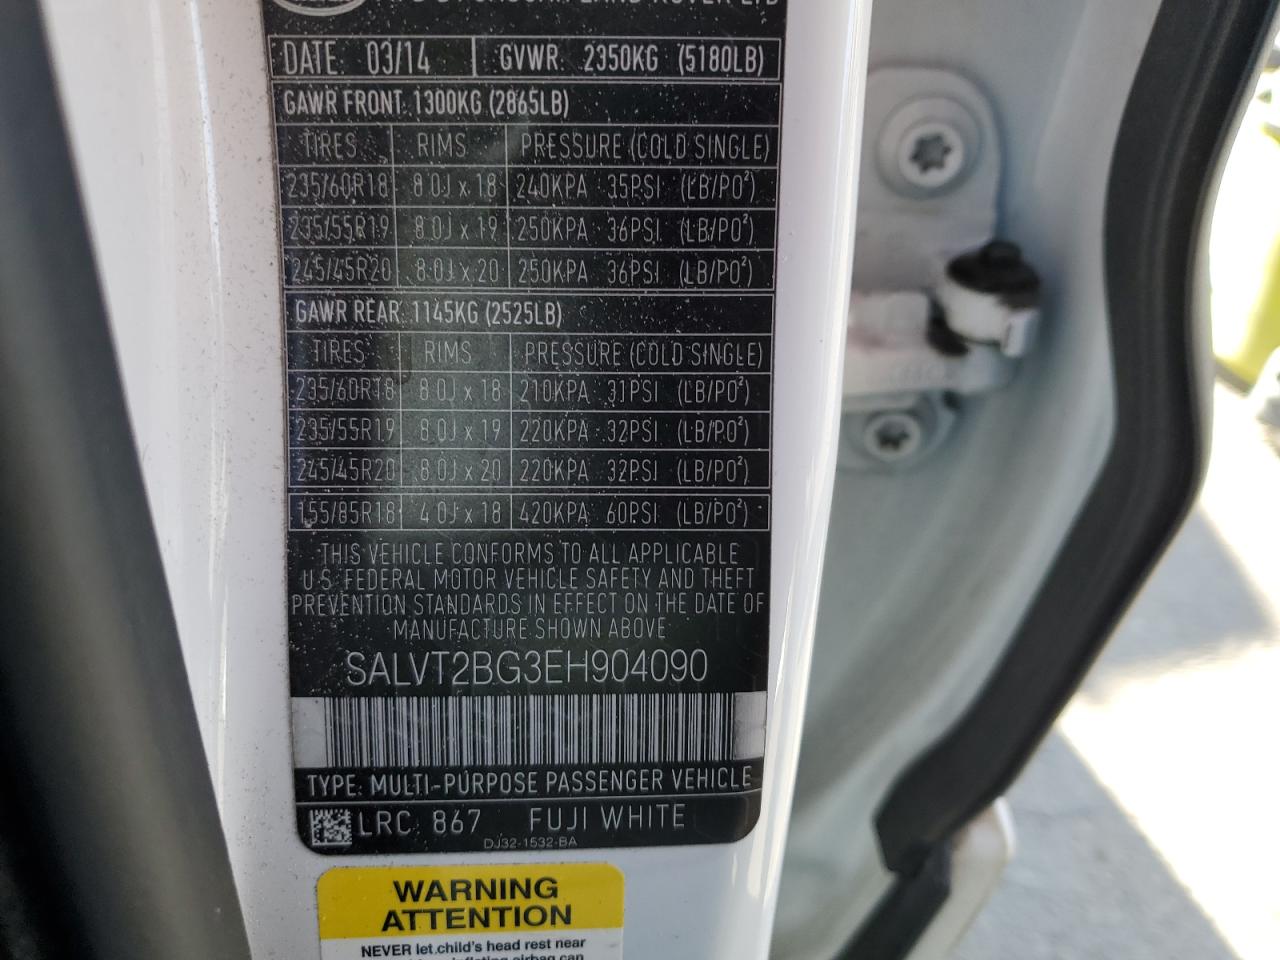 LAND ROVER LTD
DATE: 03/14 GVWR: 2350KG (5180LB)
GAWR FRONT: 1300KG (2865LB)
TIRES RIMS PRESSURE (COLD SINGLE)
235/60R18 8.0J x 18 240KPA 35PSI (LB/PO²)
235/55R19 8.0J x 19 250KPA 36PSI (LB/PO²)
245/45R20 8.0J x 20 250KPA 36PSI (LB/PO²)
GAWR REAR: 1145KG (2525LB)
TIRES RIMS PRESSURE (COLD SINGLE)
235/60R18 8.0J x 18 210KPA 31PSI (LB/PO²)
235/55R19 8.0J x 19 220KPA 32PSI (LB/PO²)
245/45R20 8.0J x 20 220KPA 32PSI (LB/PO²)
155/85R18 4.0J x 18 420KPA 60PSI (LB/PO²)
THIS VEHICLE CONFORMS TO ALL APPLICABLE
U.S. FEDERAL MOTOR VEHICLE SAFETY AND THEFT
PREVENTION STANDARDS IN EFFECT ON THE DATE OF
MANUFACTURE SHOWN ABOVE
SALVT2BG3EH904090
TYPE: MULTI-PURPOSE PASSENGER VEHICLE
LRC 867 FUJI WHITE
DJ32-1532-BA
WARNING
ATTENTION
NEVER let child's head rest near
inflating airbag can